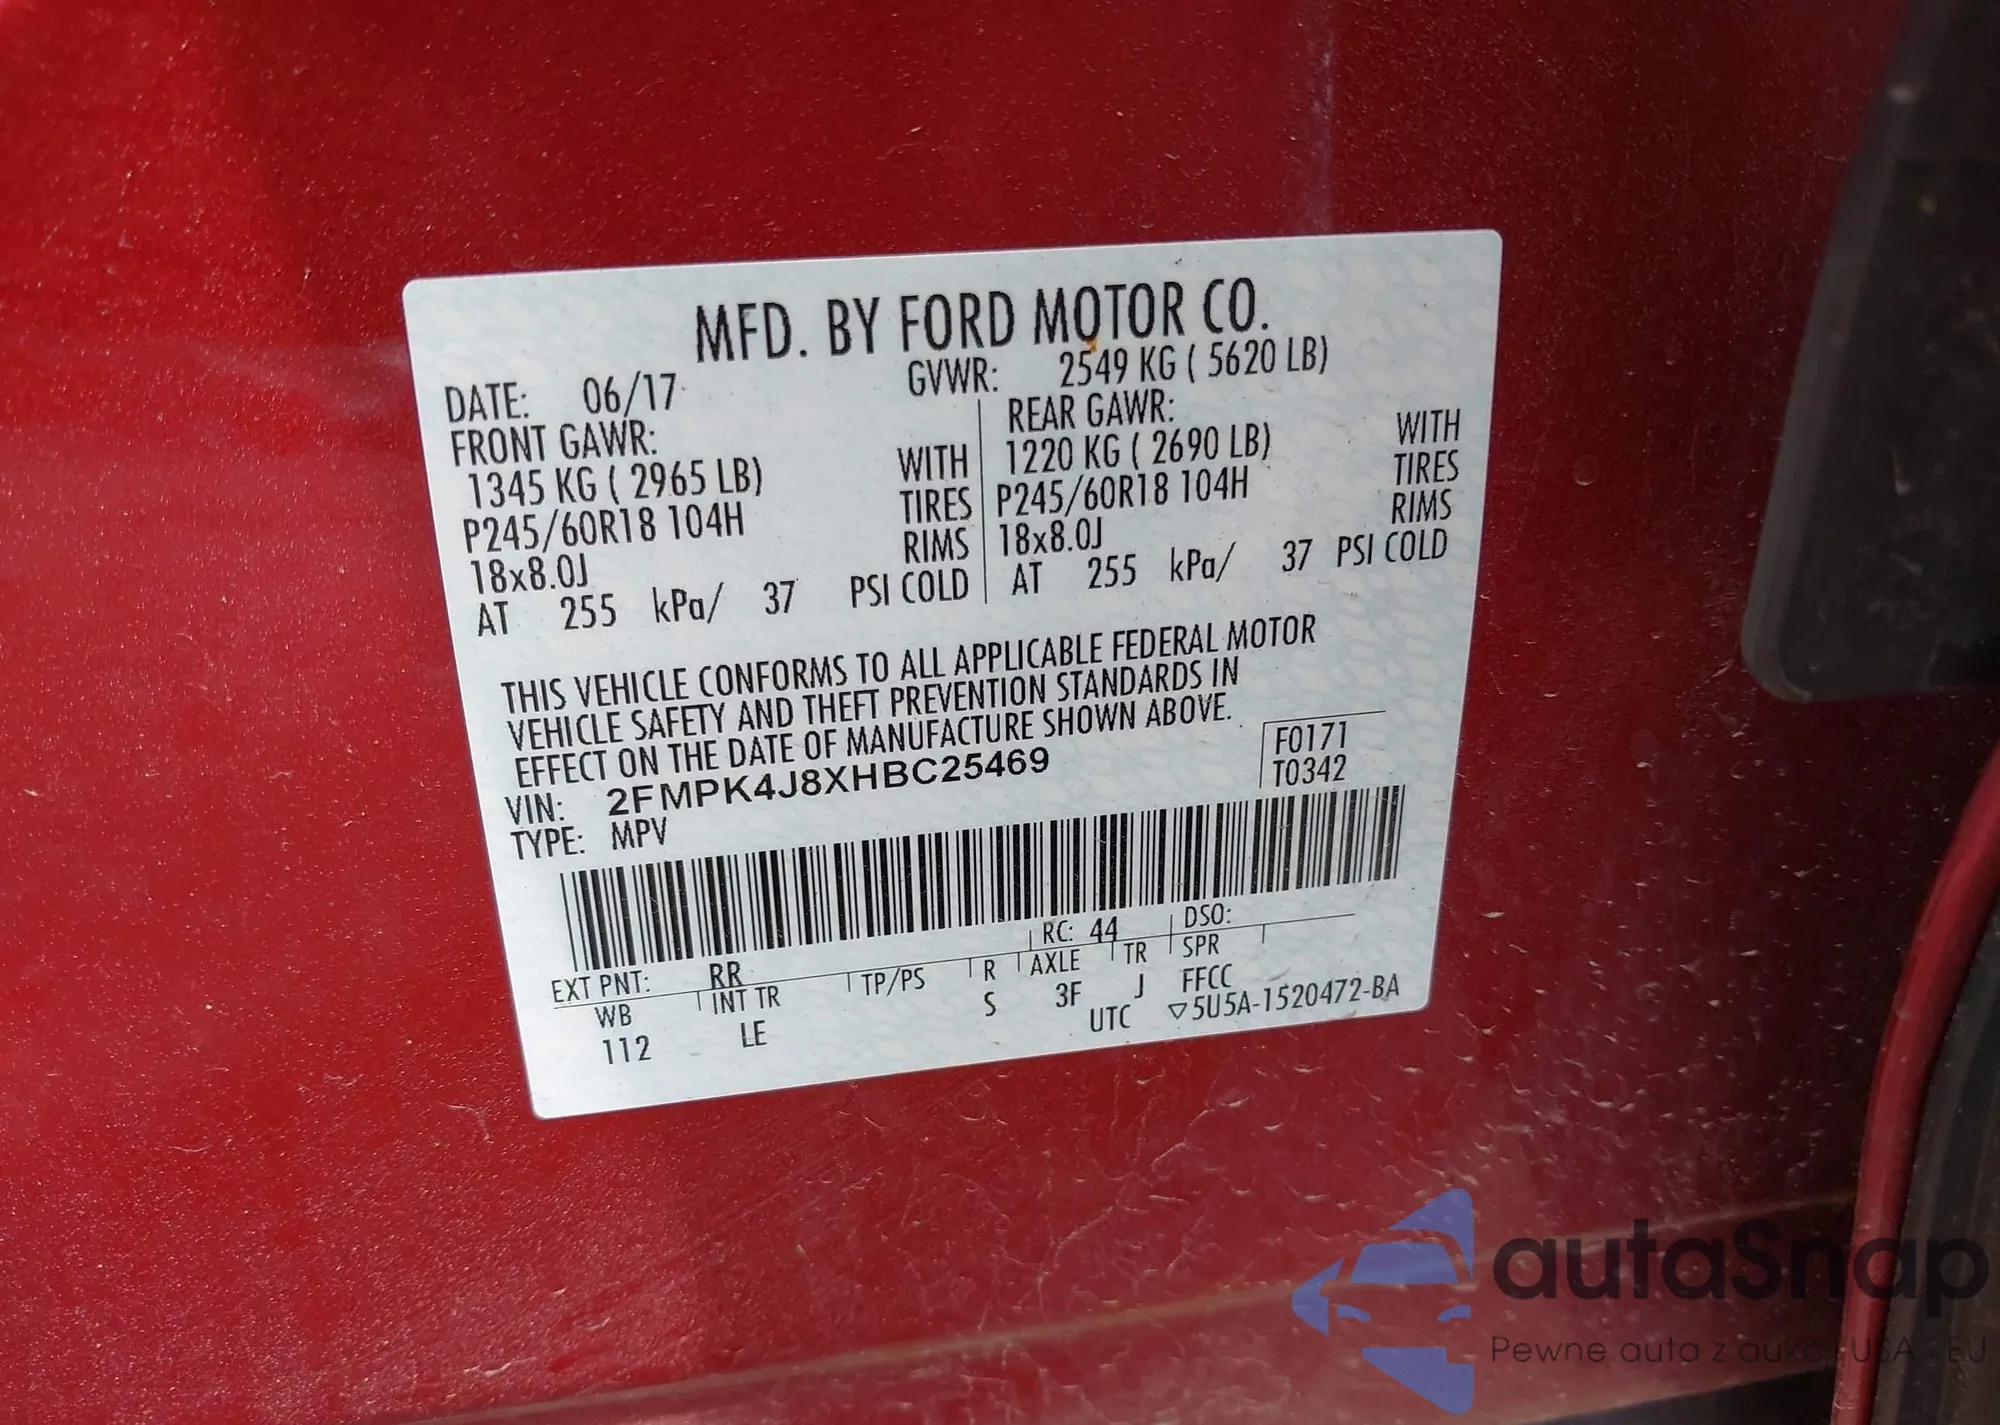 MFD. BY FORD MOTOR CO.
DATE: 06/17 GVWR: 2549 KG ( 5620 LB)
FRONT GAWR: REAR GAWR:
1345 KG ( 2965 LB) WITH 1220 KG ( 2690 LB) WITH
P245/60R18 104H TIRES P245/60R18 104H TIRES
18x8.0J RIMS 18x8.0J RIMS
AT 255 kPa/ 37 PSI COLD AT 255 kPa/ 37 PSI COLD
THIS VEHICLE CONFORMS TO ALL APPLICABLE FEDERAL MOTOR
VEHICLE SAFETY AND THEFT PREVENTION STANDARDS IN
EFFECT ON THE DATE OF MANUFACTURE SHOWN ABOVE.
VIN: 2FMPK4J8XHBC25469 F0171
TYPE: MPV T0342
EXT PNT: RR RC: 44 DSO:
WB INT TR TP/PS R AXLE TR SPR
112 LE S 3F J FFCC
UTC ▽5U5A-1520472-BA
autaSnap
Pewne auto z aukcji USA i EU